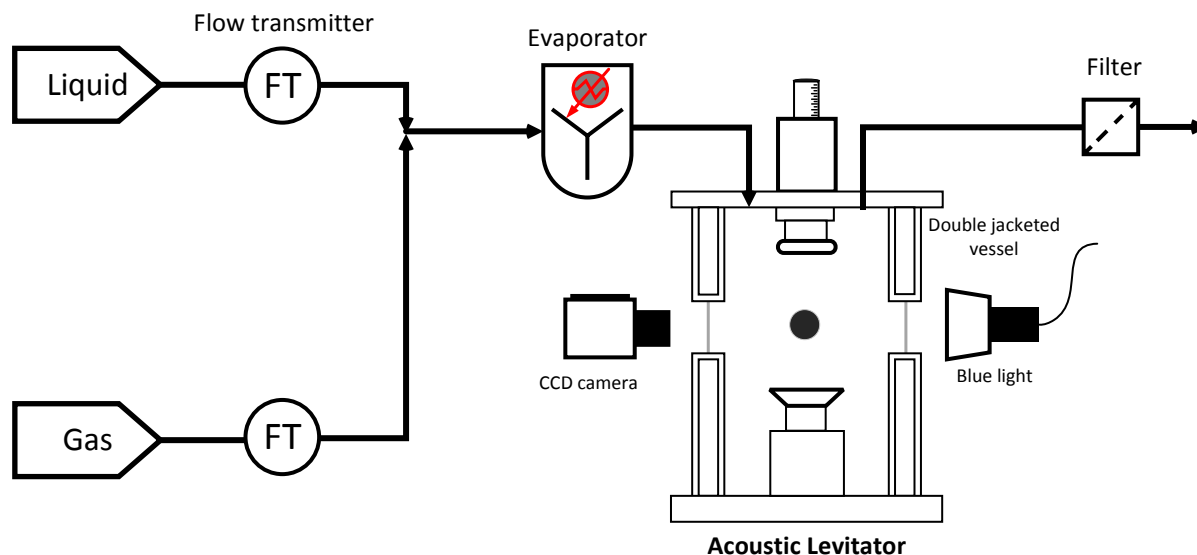 Flow transmitter
Liquid
FT
Evaporator
Filter
Double jacketed
vessel
CCD camera
Blue light
Gas
FT
Acoustic Levitator